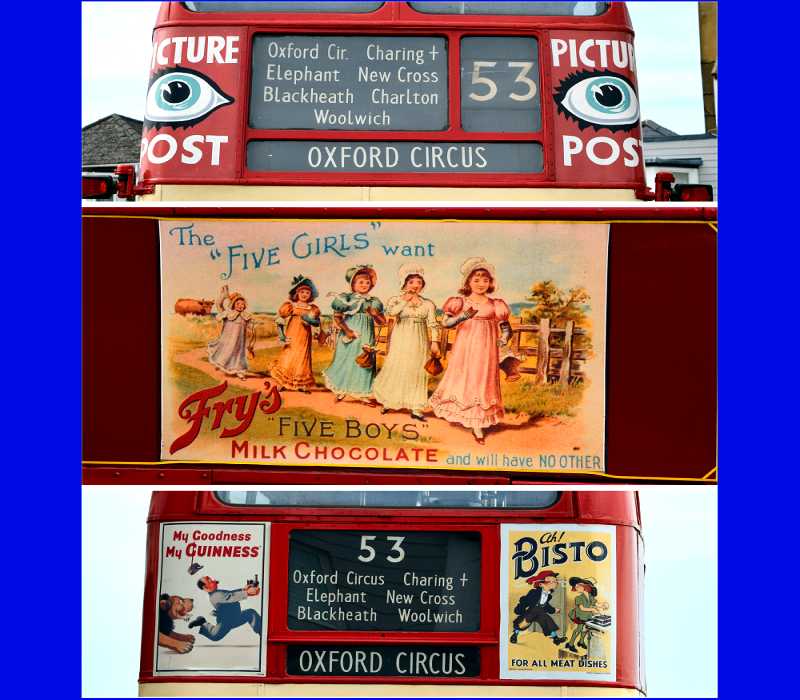 PICTURE
POST
Oxford Cir. Charing +
Elephant New Cross
Blackheath Charlton
Woolwich
53
OXFORD CIRCUS
PICTU
POS
The "FIVE GIRLS" want
Fry's
"FIVE BOYS"
MILK CHOCOLATE and will have NO OTHER
My Goodness
My GUINNESS
53
Oxford Circus Charing +
Elephant New Cross
Blackheath Woolwich
OXFORD CIRCUS
Ah!
BISTO
FOR ALL MEAT DISHES